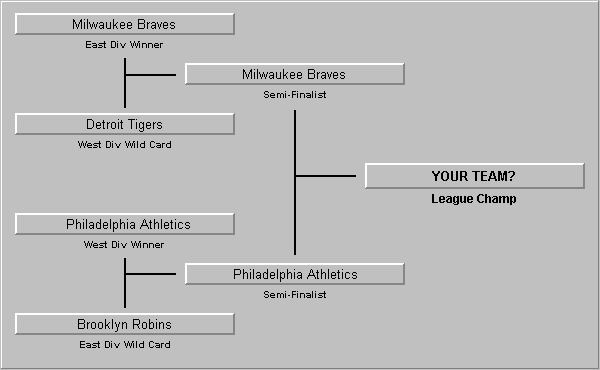 Milwaukee Braves
East Div Winner
Milwaukee Braves
Semi-Finalist
Detroit Tigers
West Div Wild Card
YOUR TEAM?
League Champ
Philadelphia Athletics
West Div Winner
Philadelphia Athletics
Semi-Finalist
Brooklyn Robins
East Div Wild Card